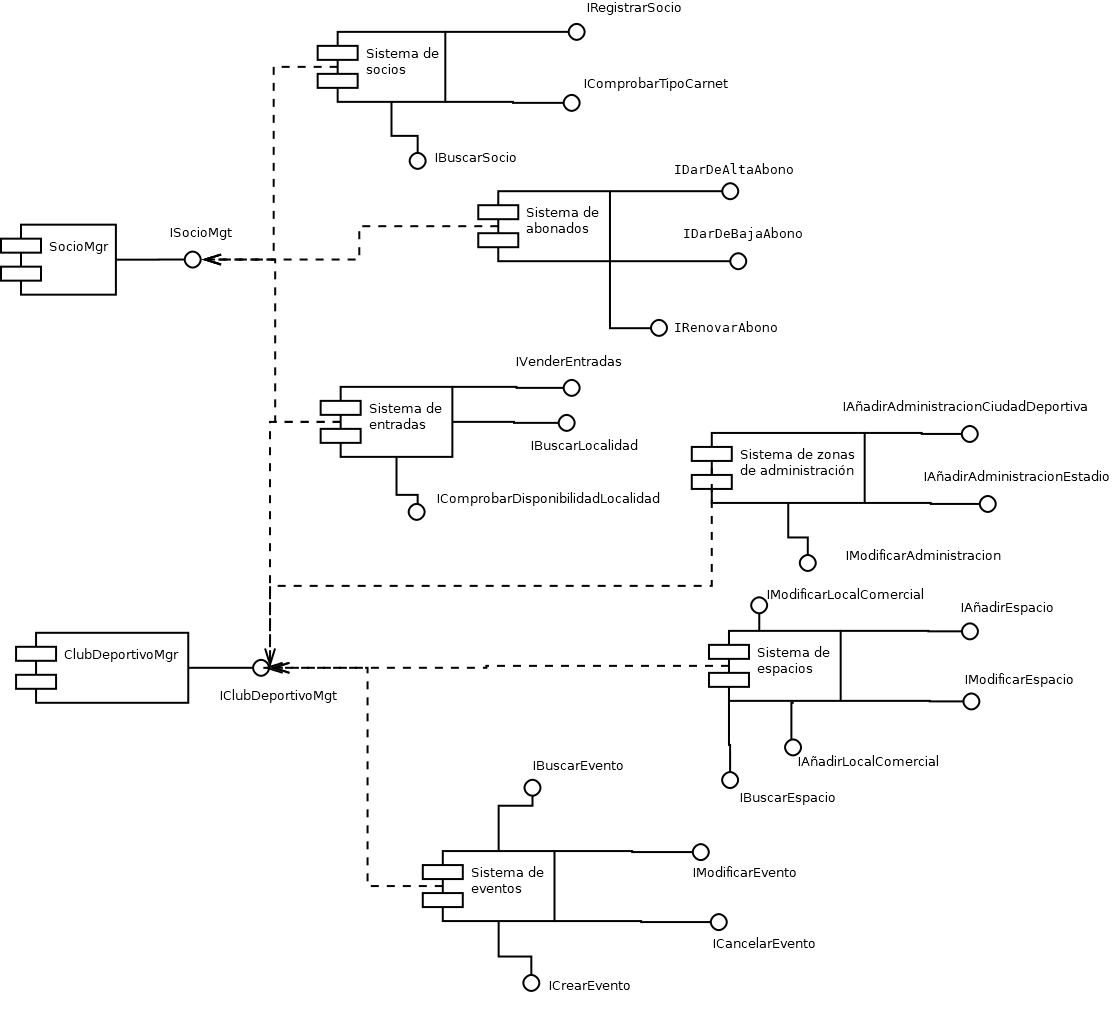 IRegistrarSocio
Sistema de
socios
IComprobarTipoCarnet
IBuscarSocio
IDarDeAltaAbono
Sistema de
abonados
IDarDeBajaAbono
ISocioMgt
SocioMgr
IRenovarAbono
IVenderEntradas
Sistema de
entradas
IBuscarLocalidad
IAñadirAdministracionCiudadDeportiva
Sistema de zonas
de administración
IAñadirAdministracionEstadio
IComprobarDisponibilidadLocalidad
IModificarAdministracion
IModificarLocalComercial
IAñadirEspacio
ClubDeportivoMgr
Sistema de
espacios
IModificarEspacio
IClubDeportivoMgt
IAñadirLocalComercial
IBuscarEvento
IBuscarEspacio
Sistema de
eventos
IModificarEvento
ICancelarEvento
ICrearEvento